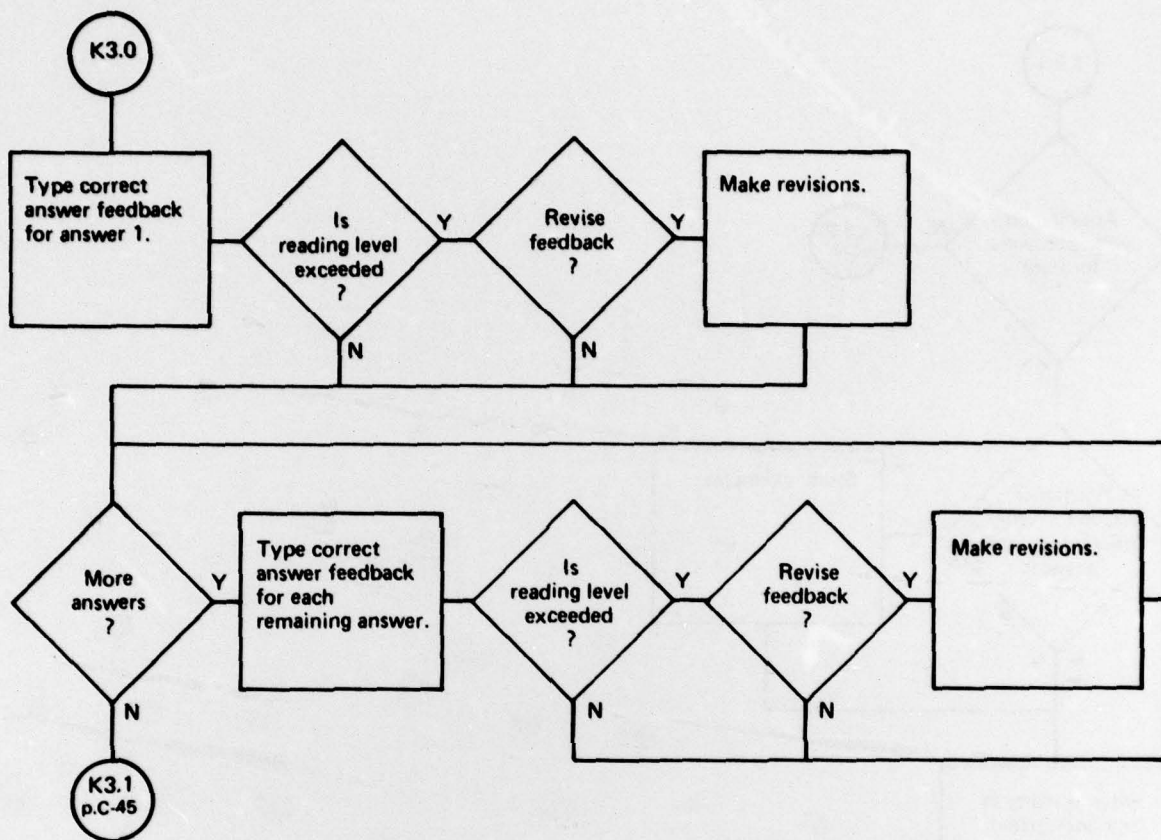 K3.0
Type correct
answer feedback
for answer 1.
Is
reading level
exceeded
?
Y
N
Revise
feedback
?
Y
N
Make revisions.
More
answers
?
Y
N
Type correct
answer feedback
for each
remaining answer.
Is
reading level
exceeded
?
Y
N
Revise
feedback
?
Y
N
Make revisions.
K3.1
p.C-45